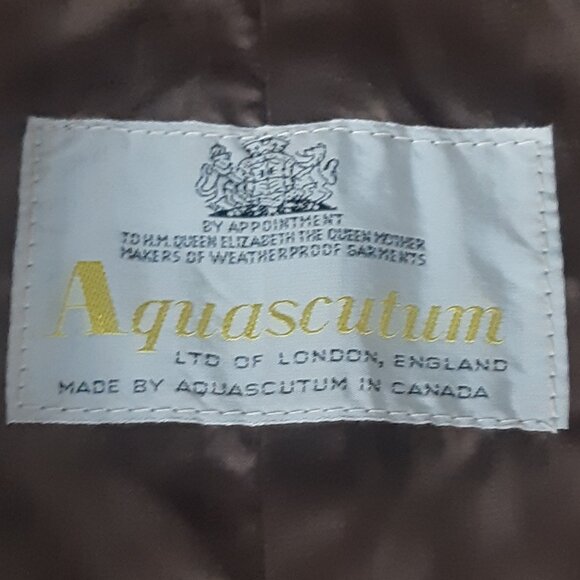 BY APPOINTMENT
TO H.M. QUEEN ELIZABETH THE QUEEN MOTHER
MAKERS OF WEATHERPROOF GARMENTS
Aquascutum
LTD OF LONDON, ENGLAND
MADE BY AQUASCUTUM IN CANADA